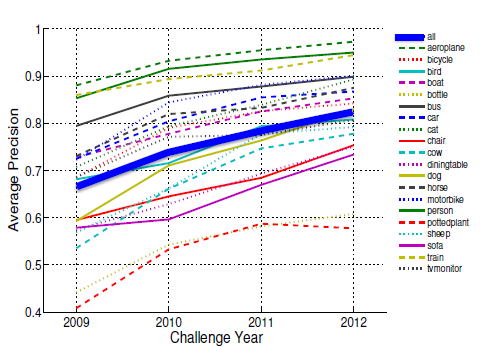 Average Precision
1
0.9
0.8
0.7
0.6
0.5
0.4
2009 2010 2011 2012
Challenge Year
all
aeroplane
bicycle
bird
boat
bottle
bus
car
cat
chair
cow
diningtable
dog
horse
motorbike
person
pottedplant
sheep
sofa
train
tvmonitor